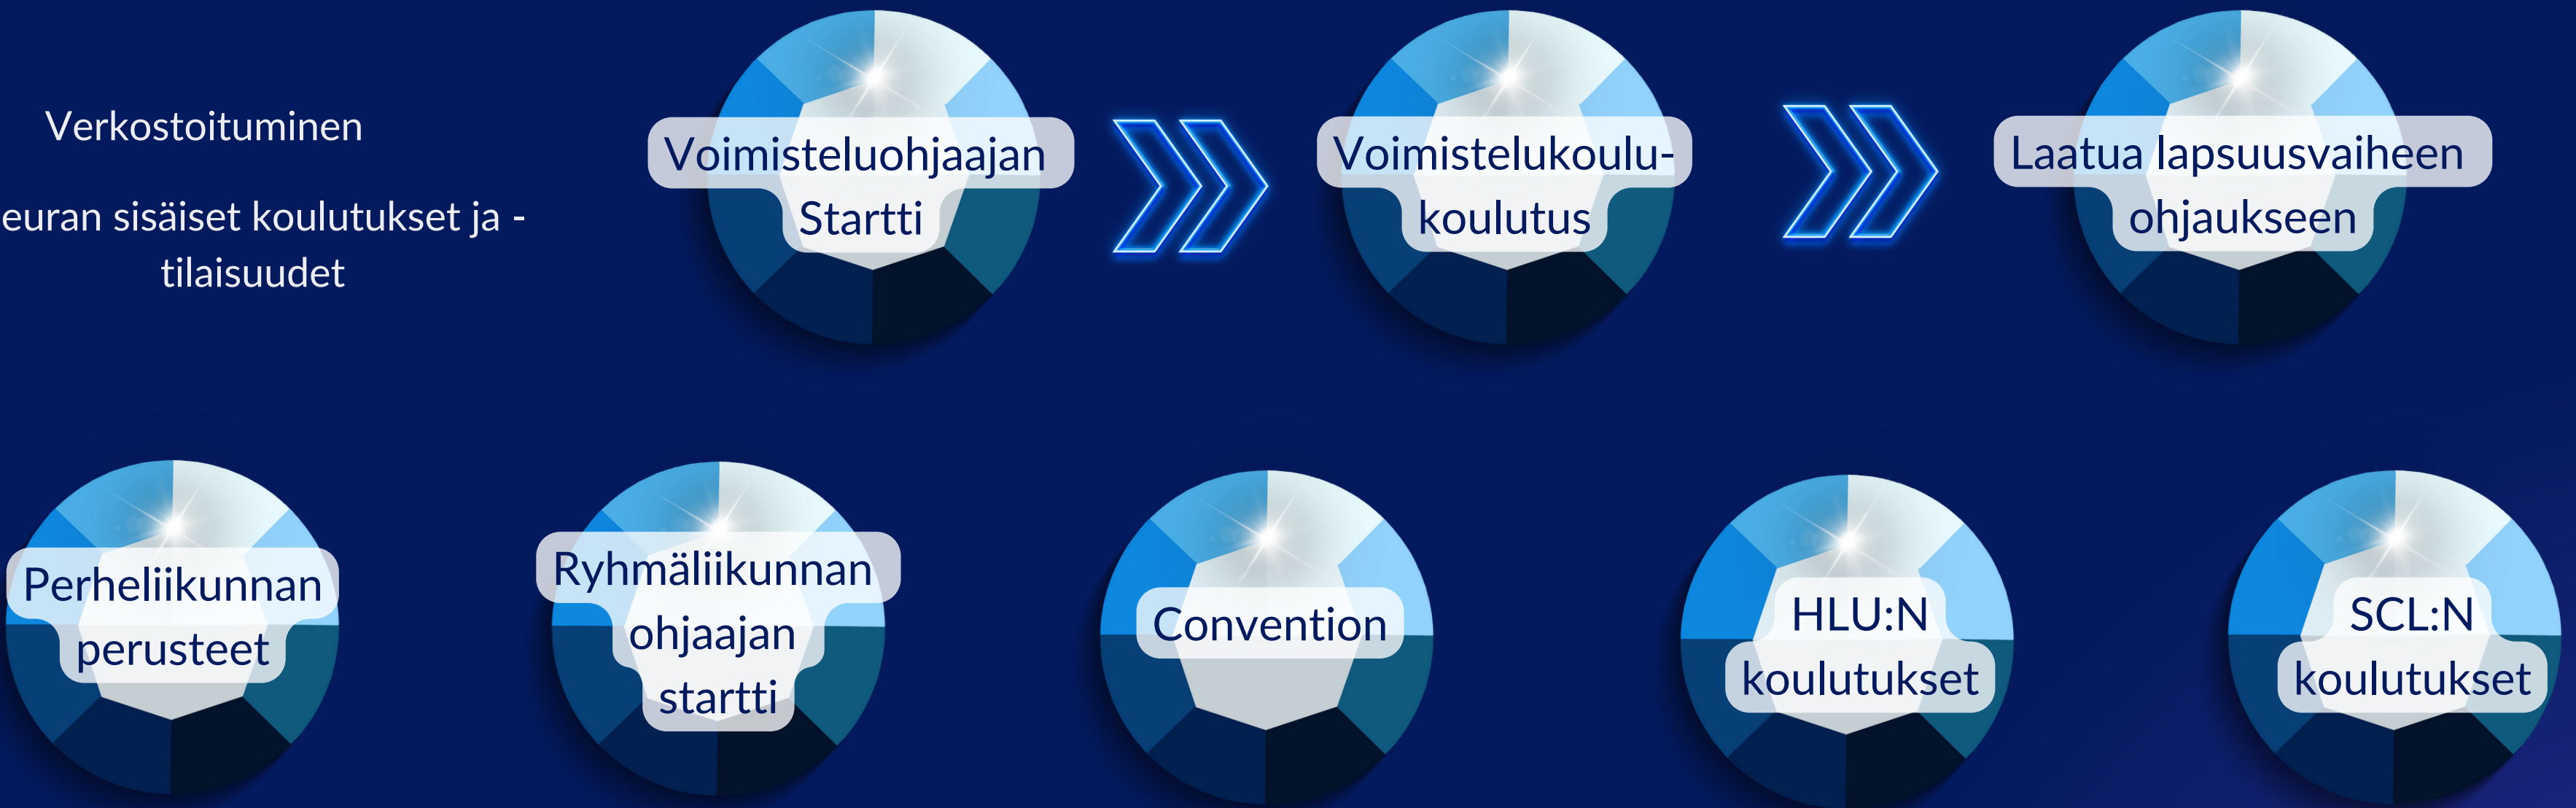 Verkostoituminen
euran sisäiset koulutukset ja -
tilaisuudet
Voimisteluohjaajan
Startti
Voimistelukoulu-
koulutus
Laatua lapsuusvaiheen
ohjaukseen
Perheliikunnan
perusteet
Ryhmäliikunnan
ohjaajan
startti
Convention
HLU:N
koulutukset
SCL:N
koulutukset